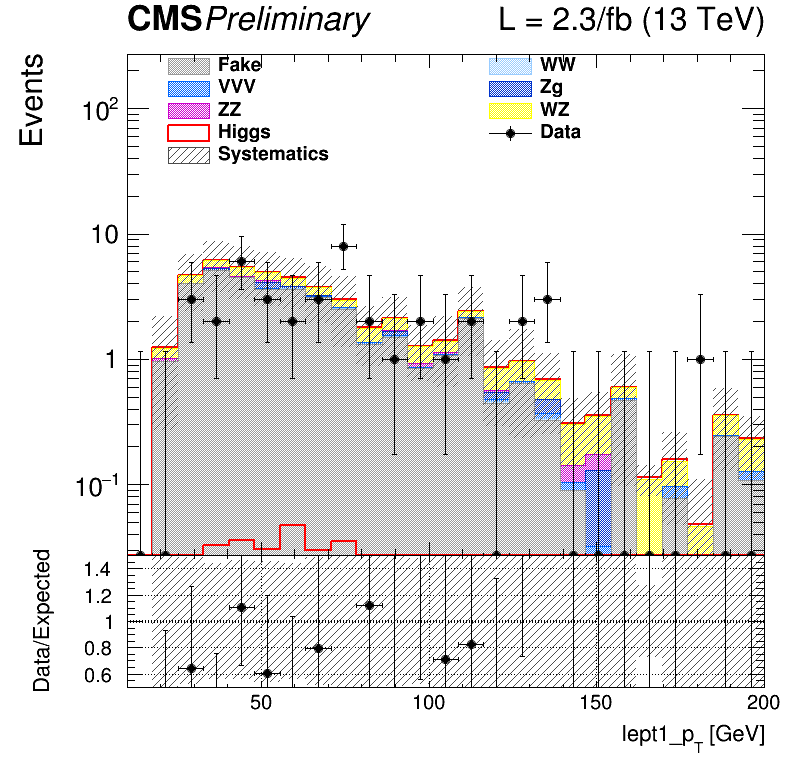 CMS Preliminary L = 2.3/fb (13 TeV)
Events
Fake WW
VVV Zg
ZZ WZ
Higgs Data
Systematics
10²
10
1
10⁻¹
Data/Expected
1.4
1.2
1
0.8
0.6
50 100 150 200
lept1_p_T [GeV]